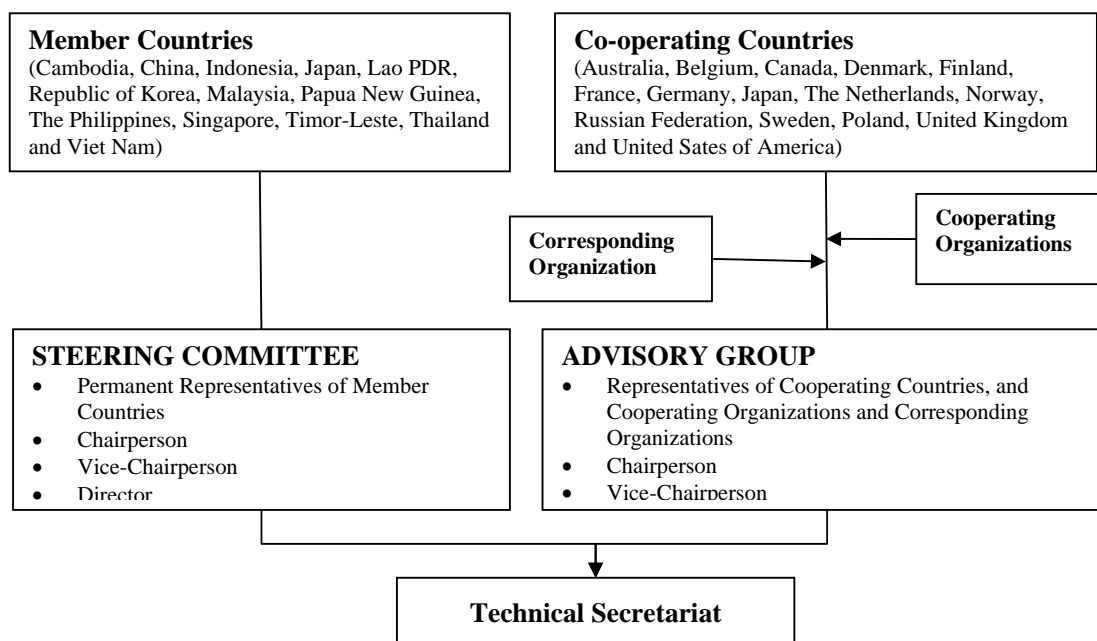 Member Countries
(Cambodia, China, Indonesia, Japan, Lao PDR,
Republic of Korea, Malaysia, Papua New Guinea,
The Philippines, Singapore, Timor-Leste, Thailand
and Viet Nam)
Co-operating Countries
(Australia, Belgium, Canada, Denmark, Finland,
France, Germany, Japan, The Netherlands, Norway,
Russian Federation, Sweden, Poland, United Kingdom
and United Sates of America)
Corresponding
Organization
Cooperating
Organizations
STEERING COMMITTEE
• Permanent Representatives of Member
Countries
• Chairperson
• Vice-Chairperson
• Director
ADVISORY GROUP
• Representatives of Cooperating Countries, and
Cooperating Organizations and Corresponding
Organizations
• Chairperson
• Vice-Chairperson
Technical Secretariat